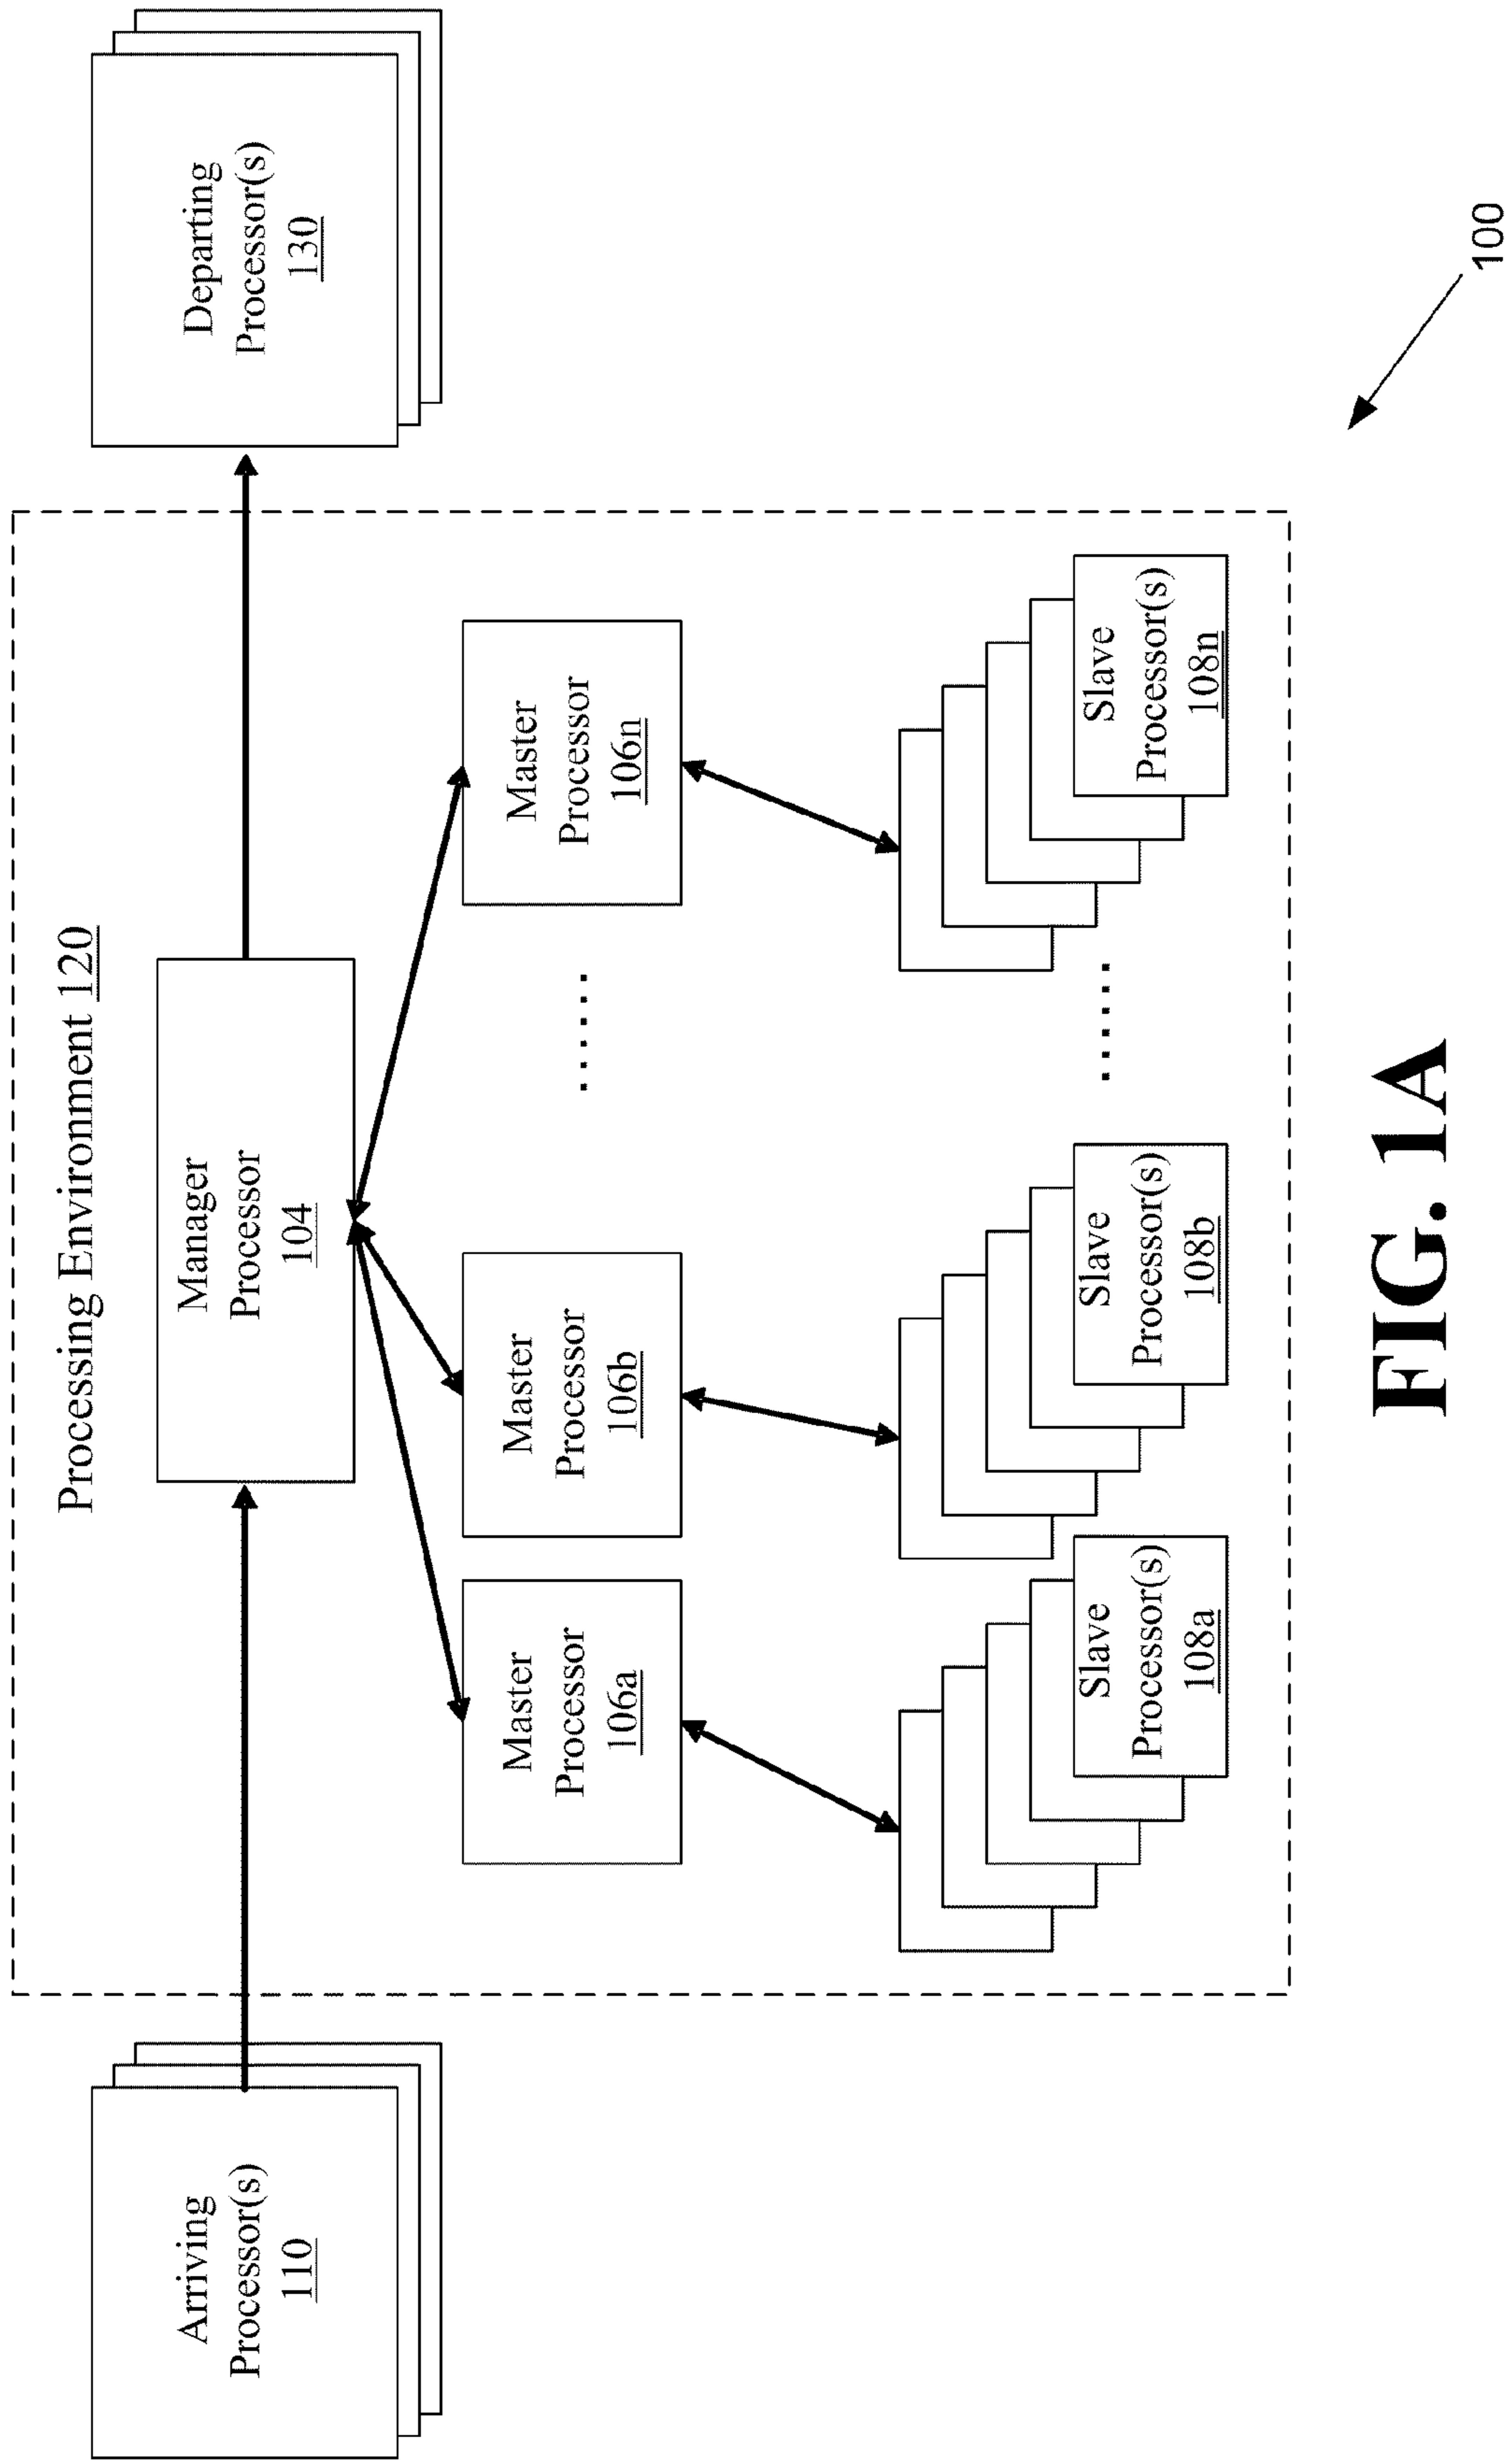 Processing Environment 120
Arriving
Processor(s)
110
Manager
Processor
104
Departing
Processor(s)
130
Master
Processor
106a
Master
Processor
106b
......
Master
Processor
106n
Slave
Processor(s)
108a
Slave
Processor(s)
108b
......
Slave
Processor(s)
108n
100
FIG. 1A